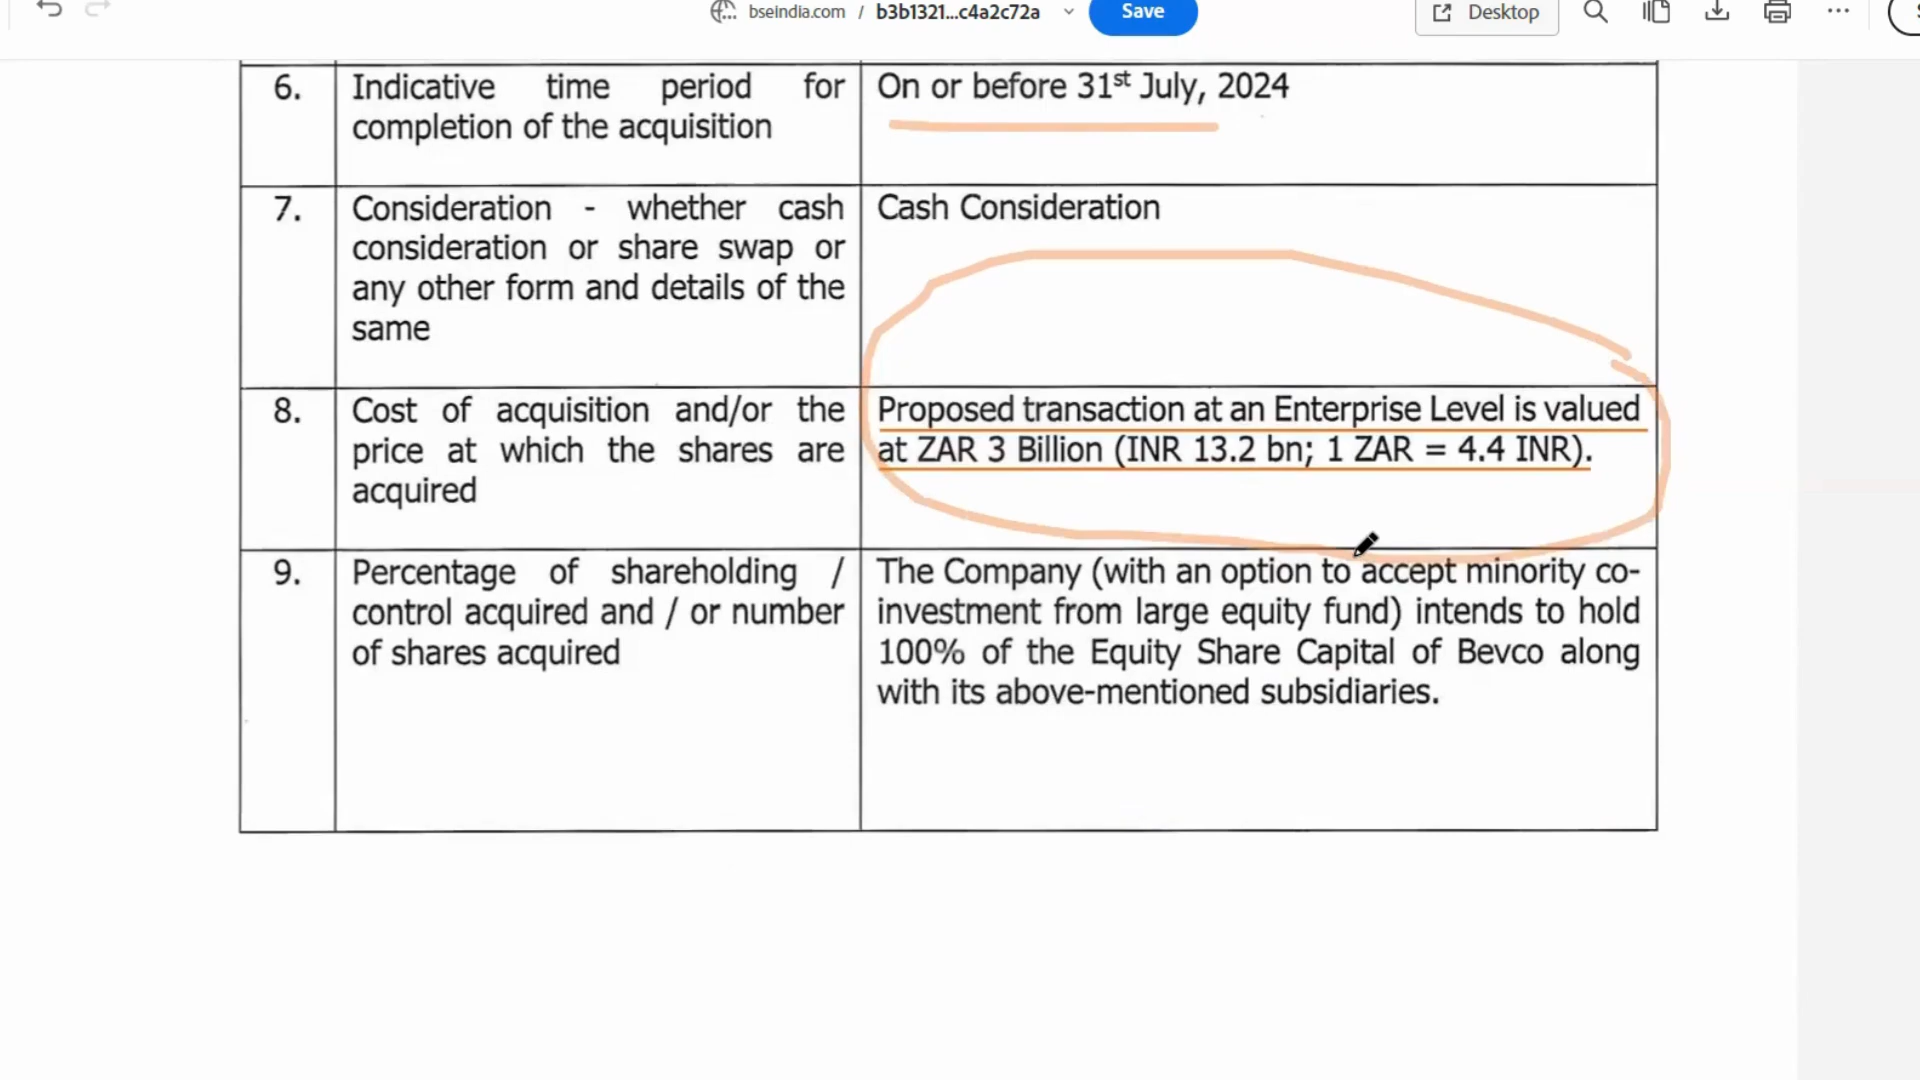 bseindia.com / b3b1321...c4a2c72a
Save
Desktop
6. Indicative time period for On or before 31st July, 2024
completion of the acquisition
7. Consideration - whether cash Cash Consideration
consideration or share swap or
any other form and details of the
same
8. Cost of acquisition and/or the Proposed transaction at an Enterprise Level is valued
price at which the shares are at ZAR 3 Billion (INR 13.2 bn; 1 ZAR = 4.4 INR).
acquired
9. Percentage of shareholding / The Company (with an option to accept minority co-
control acquired and / or number investment from large equity fund) intends to hold
of shares acquired 100% of the Equity Share Capital of Bevco along
with its above-mentioned subsidiaries.